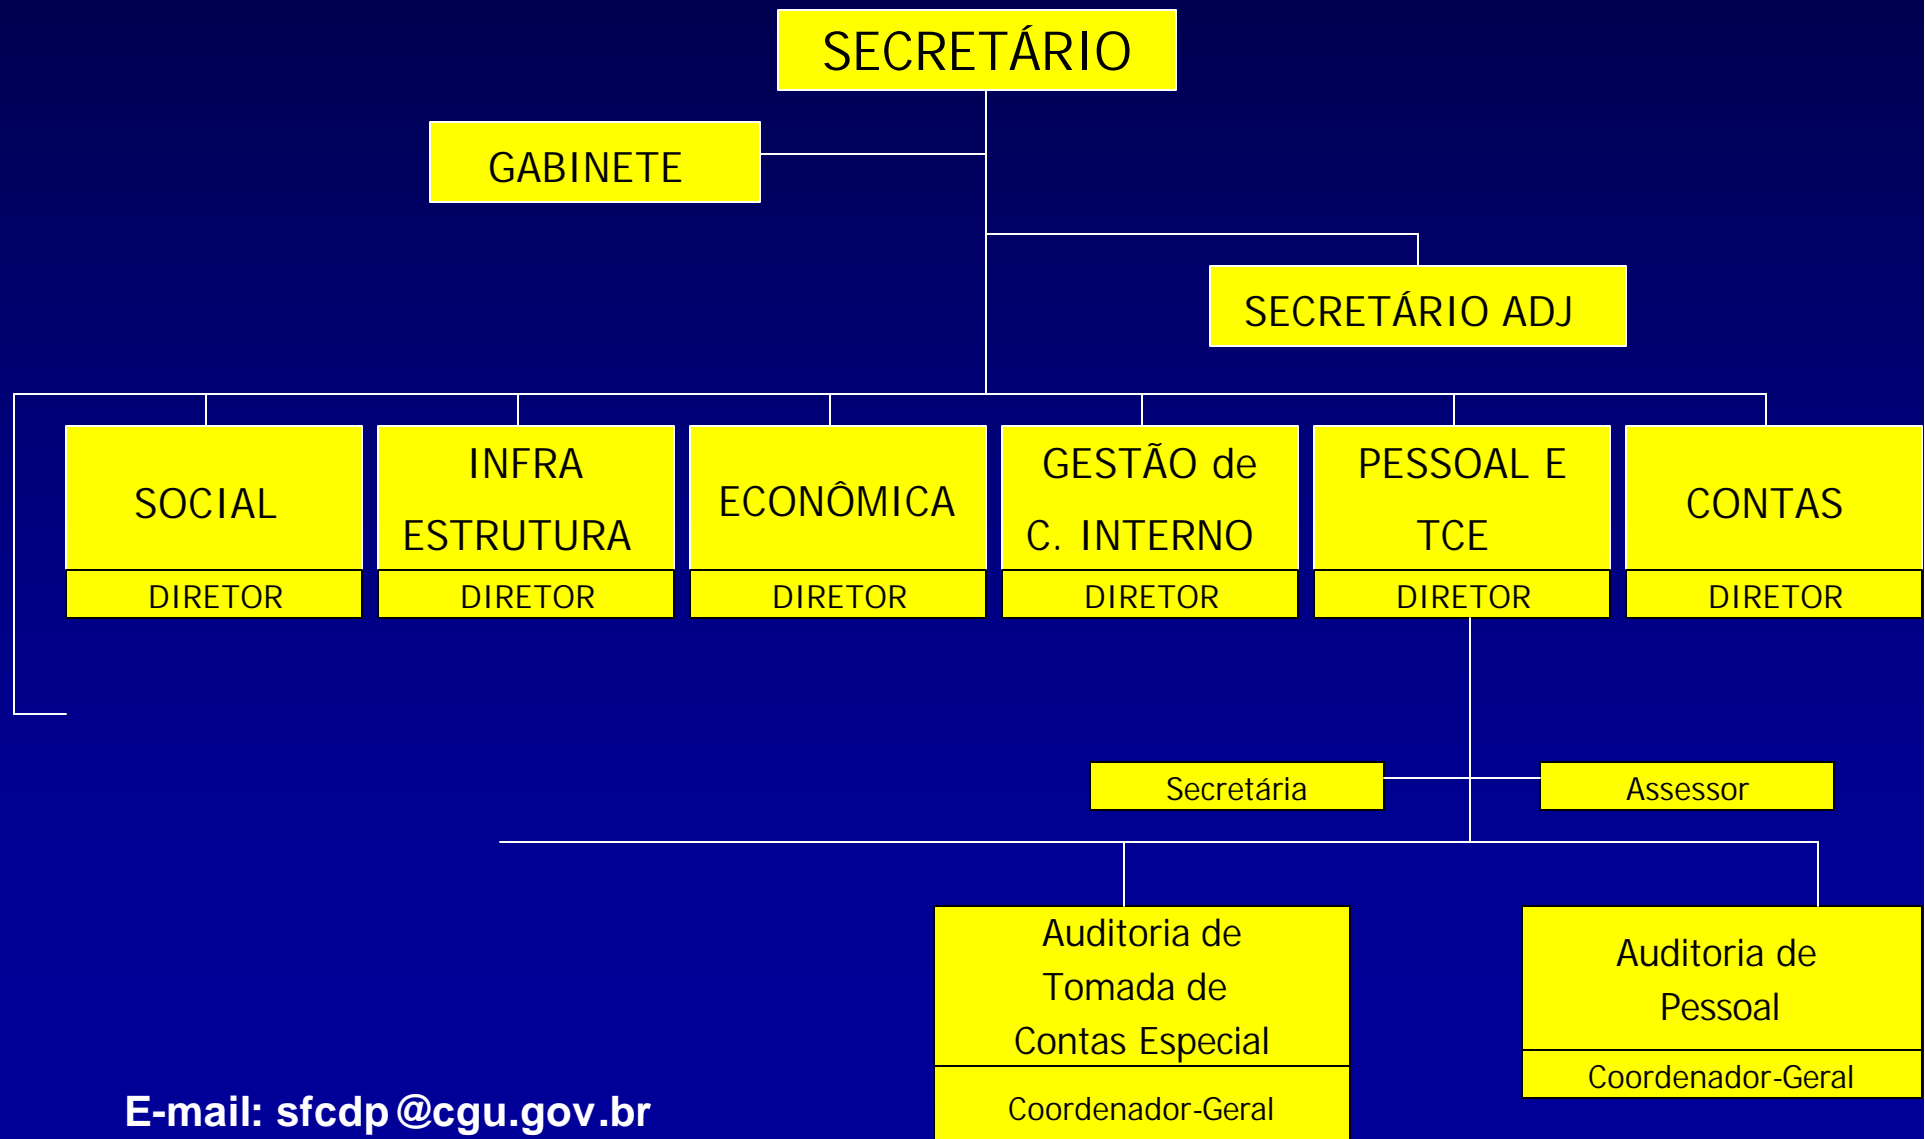 SECRETÁRIO
GABINETE
SECRETÁRIO ADJ
SOCIAL
DIRETOR
INFRA
ESTRUTURA
DIRETOR
ECONÔMICA
DIRETOR
GESTÃO de
C. INTERNO
DIRETOR
PESSOAL E
TCE
DIRETOR
CONTAS
DIRETOR
Secretária
Assessor
Auditoria de
Tomada de
Contas Especial
Coordenador-Geral
Auditoria de
Pessoal
Coordenador-Geral
E-mail: sfcdp@cgu.gov.br